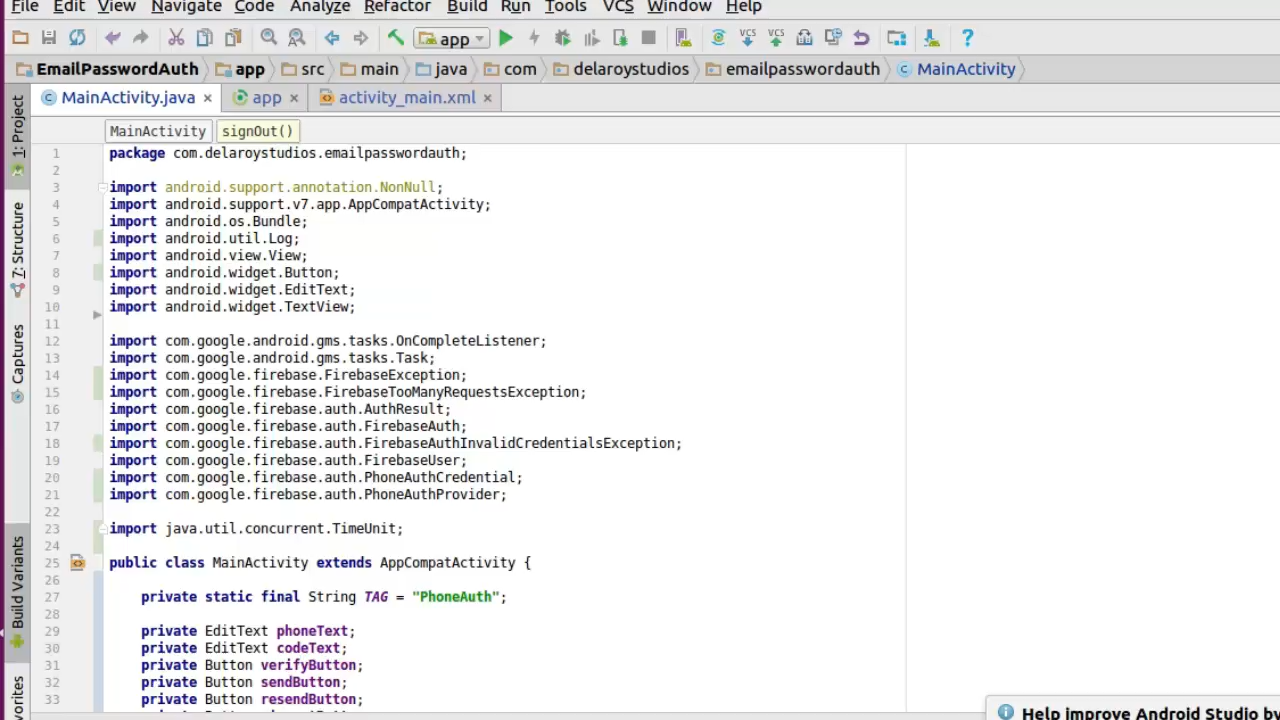 File Edit View Navigate Code Analyze Refactor Build Run Tools VCS Window Help
app VCS VCS ?
EmailPasswordAuth app src main java com delaroystudios emailpasswordauth MainActivity
MainActivity.java app activity_main.xml
MainActivity signOut()
1: Project
7: Structure
Captures
Build Variants
1 package com.delaroystudios.emailpasswordauth;
2
3 import android.support.annotation.NonNull;
4 import android.support.v7.app.AppCompatActivity;
5 import android.os.Bundle;
6 import android.util.Log;
7 import android.view.View;
8 import android.widget.Button;
9 import android.widget.EditText;
10 import android.widget.TextView;
11
12 import com.google.android.gms.tasks.OnCompleteListener;
13 import com.google.android.gms.tasks.Task;
14 import com.google.firebase.FirebaseException;
15 import com.google.firebase.FirebaseTooManyRequestsException;
16 import com.google.firebase.auth.AuthResult;
17 import com.google.firebase.auth.FirebaseAuth;
18 import com.google.firebase.auth.FirebaseAuthInvalidCredentialsException;
19 import com.google.firebase.auth.FirebaseUser;
20 import com.google.firebase.auth.PhoneAuthCredential;
21 import com.google.firebase.auth.PhoneAuthProvider;
22
23 import java.util.concurrent.TimeUnit;
24
25 public class MainActivity extends AppCompatActivity {
26
27 private static final String TAG = "PhoneAuth";
28
29 private EditText phoneText;
30 private EditText codeText;
31 private Button verifyButton;
32 private Button sendButton;
33 private Button resendButton;
Help improve Android Studio by